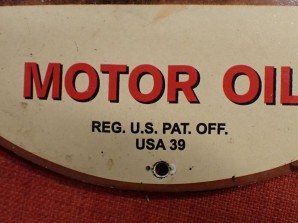 MOTOR OIL
REG. U.S. PAT. OFF.
USA 39